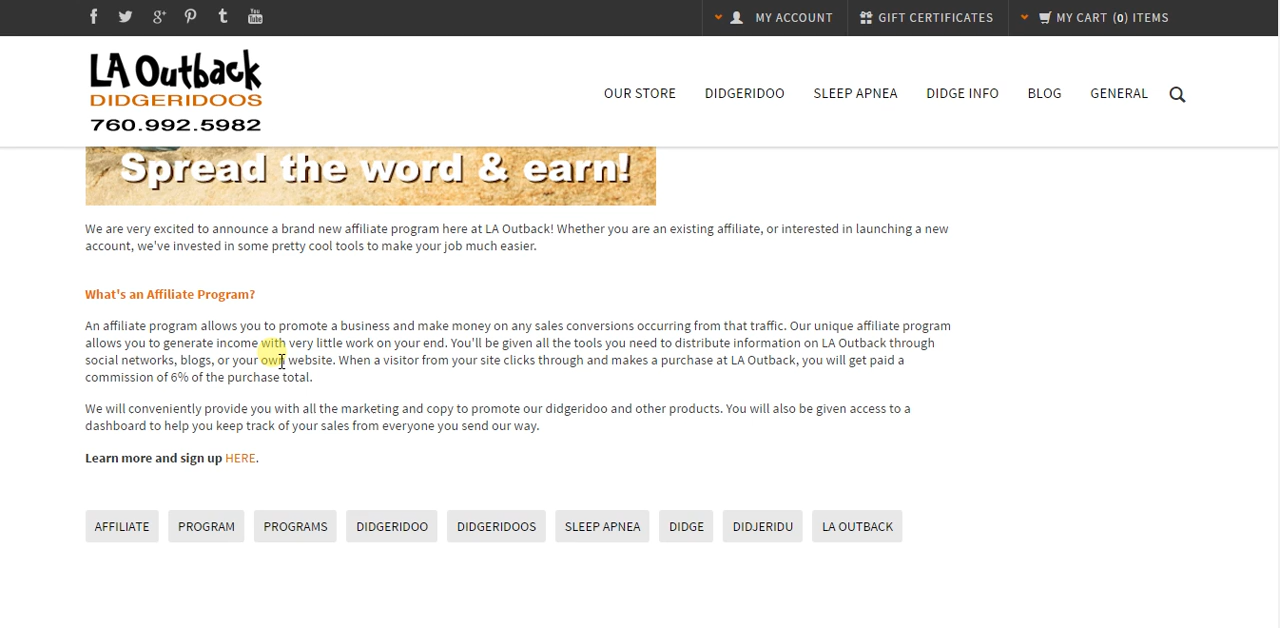 g+ You Tube MY ACCOUNT GIFT CERTIFICATES MY CART (0) ITEMS
LA Outback
DIDGERIDOOS
760.992.5982
OUR STORE DIDGERIDOO SLEEP APNEA DIDGE INFO BLOG GENERAL
Spread the word & earn!
We are very excited to announce a brand new affiliate program here at LA Outback! Whether you are an existing affiliate, or interested in launching a new
account, we've invested in some pretty cool tools to make your job much easier.
What's an Affiliate Program?
An affiliate program allows you to promote a business and make money on any sales conversions occurring from that traffic. Our unique affiliate program
allows you to generate income with very little work on your end. You'll be given all the tools you need to distribute information on LA Outback through
social networks, blogs, or your own website. When a visitor from your site clicks through and makes a purchase at LA Outback, you will get paid a
commission of 6% of the purchase total.
We will conveniently provide you with all the marketing and copy to promote our didgeridoo and other products. You will also be given access to a
dashboard to help you keep track of your sales from everyone you send our way.
Learn more and sign up HERE.
AFFILIATE PROGRAM PROGRAMS DIDGERIDOO DIDGERIDOOS SLEEP APNEA DIDGE DIDJERIDU LA OUTBACK